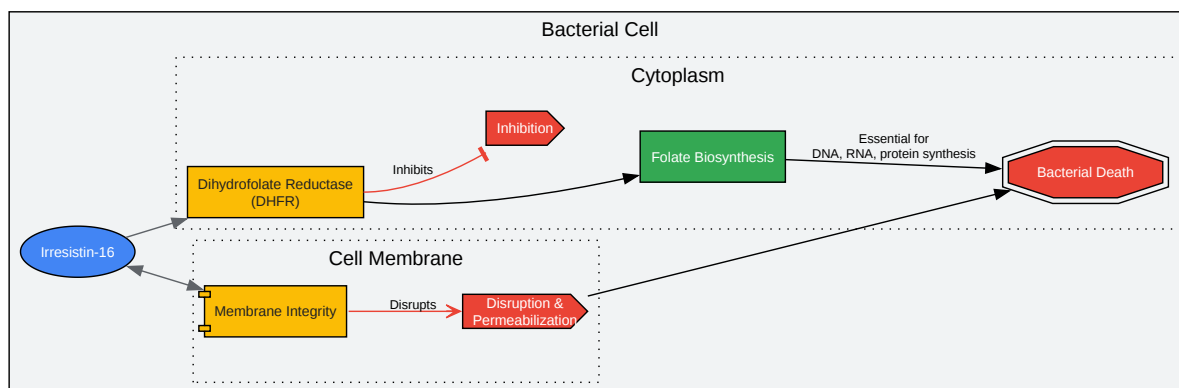 Bacterial Cell
Cytoplasm
Inhibition
Essential for
DNA, RNA, protein synthesis
Folate Biosynthesis
Inhibits
Bacterial Death
Dihydrofolate Reductase
(DHFR)
Irresistin-16
Cell Membrane
Membrane Integrity
Disrupts
Disruption &
Permeabilization